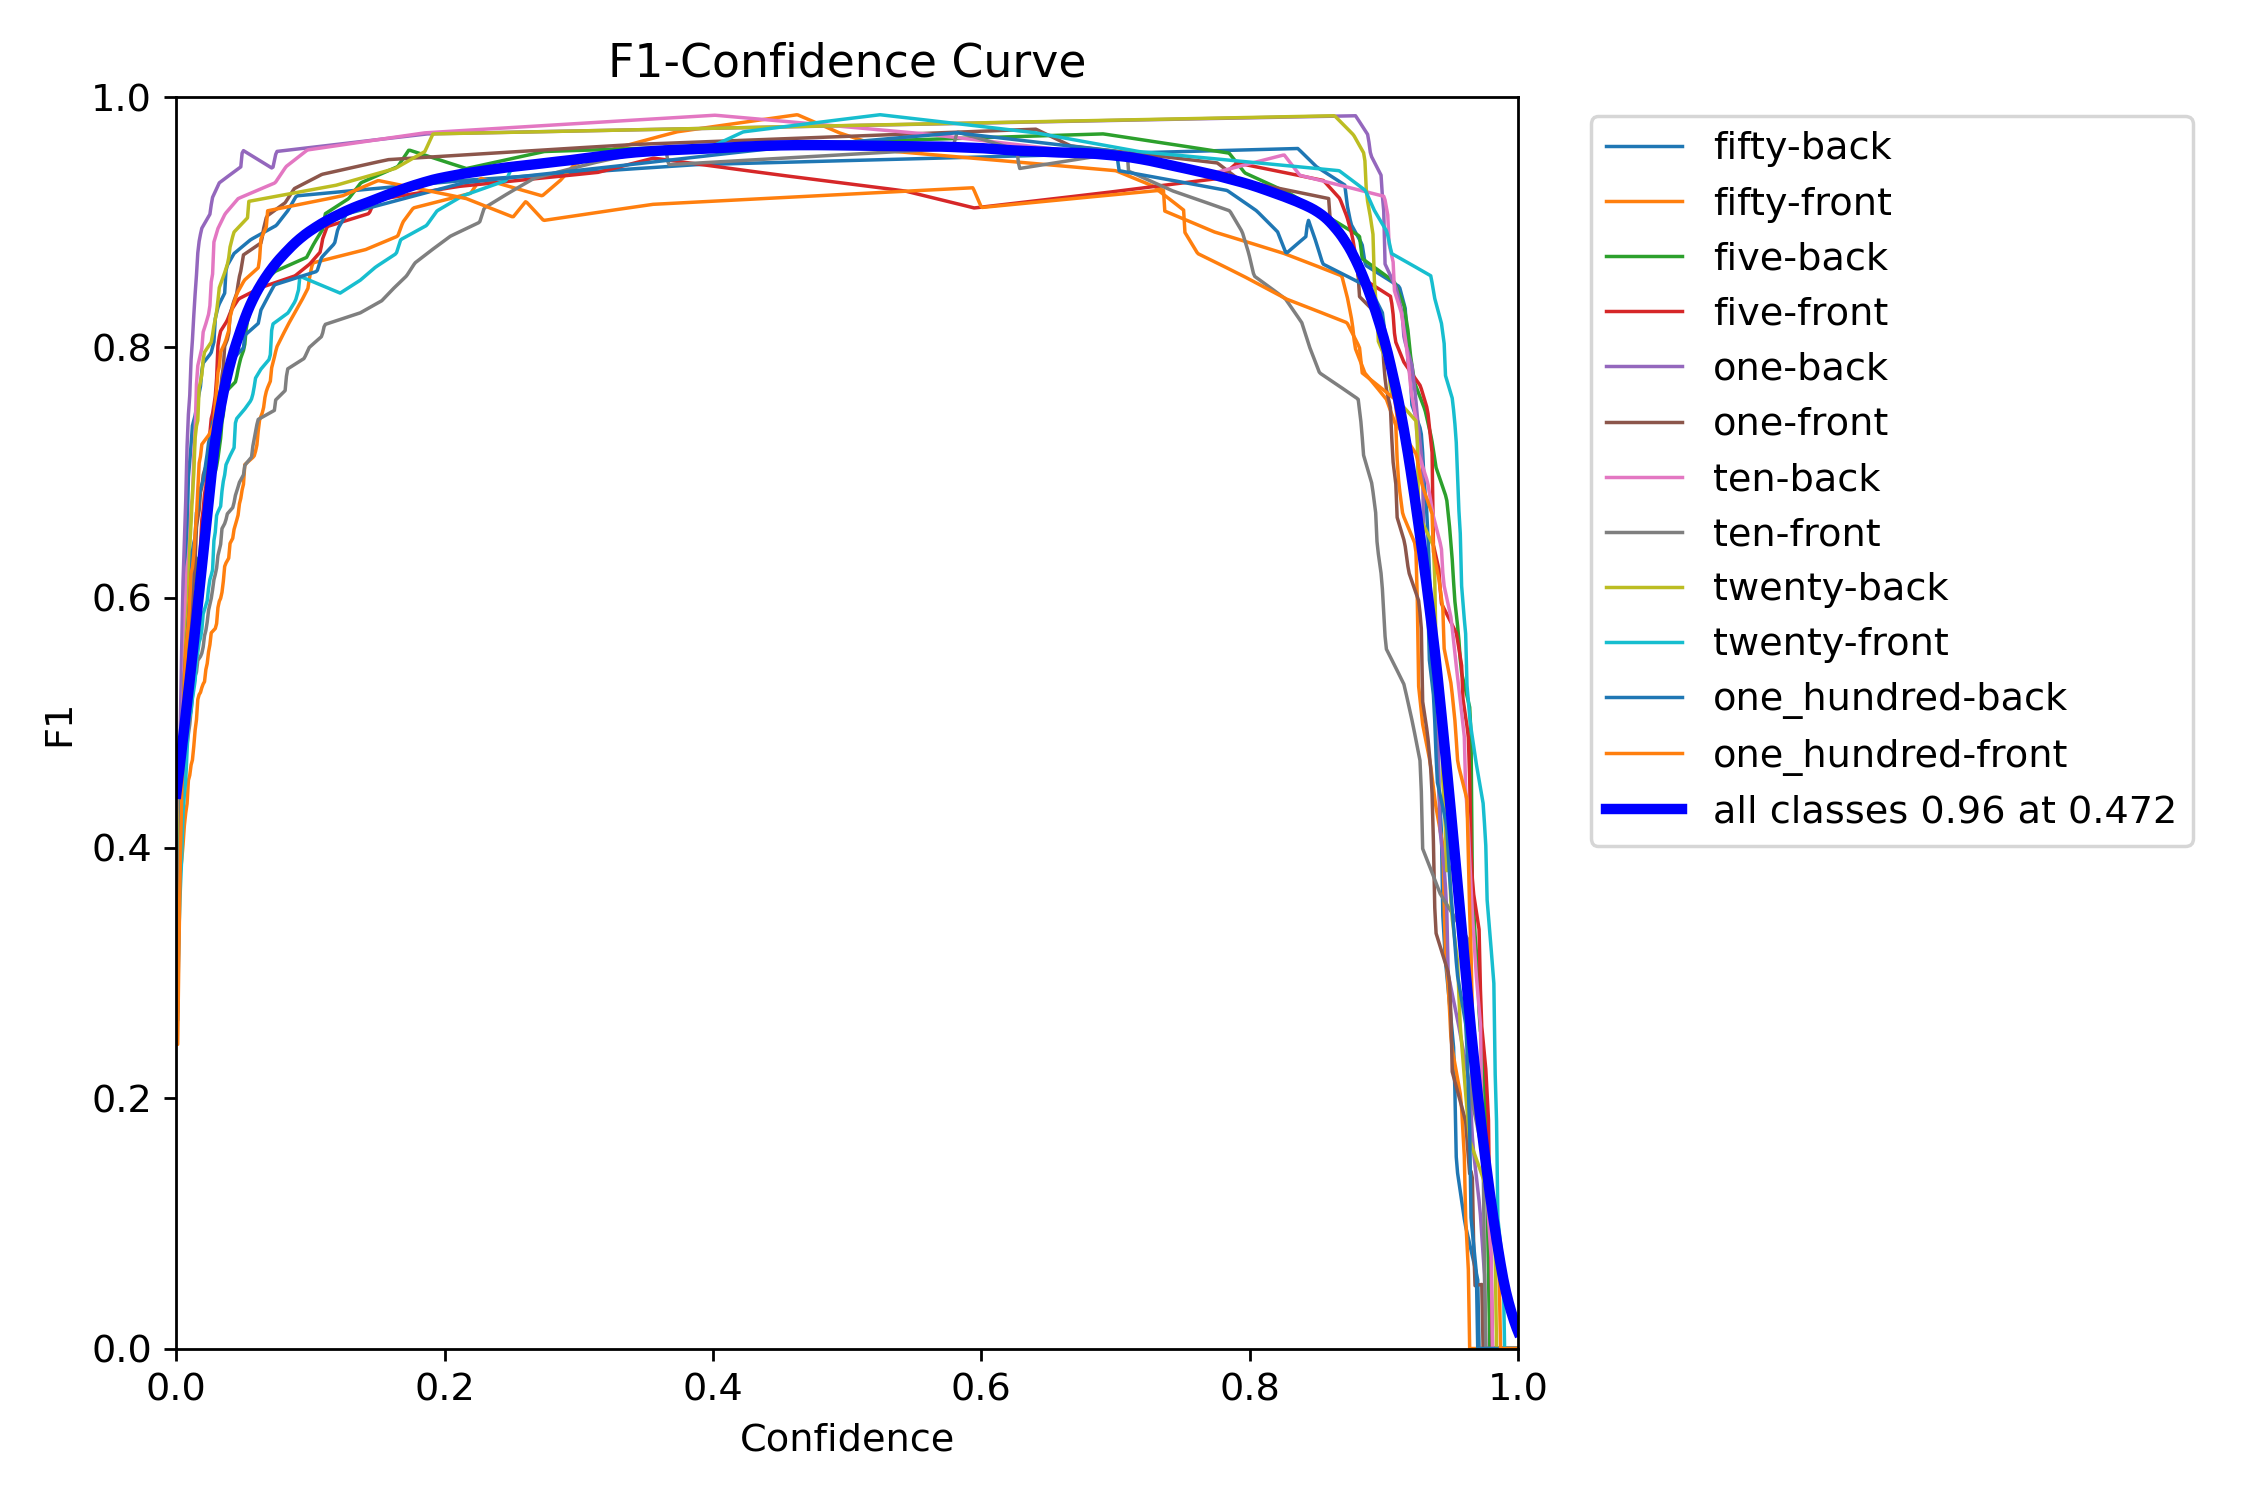 F1-Confidence Curve
1.0
0.8
0.6
0.4
0.2
0.0
F1
0.0 0.2 0.4 0.6 0.8 1.0
Confidence
fifty-back
fifty-front
five-back
five-front
one-back
one-front
ten-back
ten-front
twenty-back
twenty-front
one_hundred-back
one_hundred-front
all classes 0.96 at 0.472